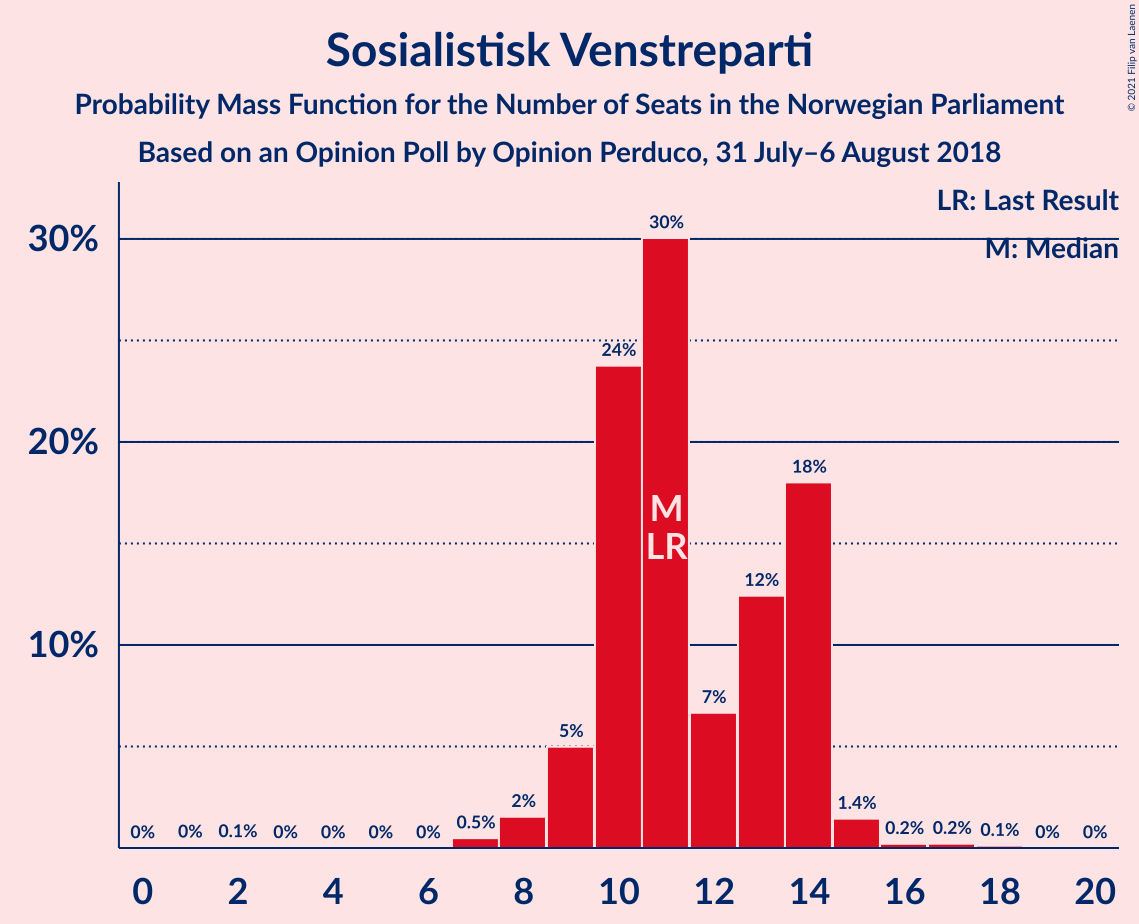 Sosialistisk Venstreparti
Probability Mass Function for the Number of Seats in the Norwegian Parliament
Based on an Opinion Poll by Opinion Perduco, 31 July–6 August 2018
© 2021 Filip van Laenen
LR: Last Result
M: Median
30%
20%
10%
0%
0%
0.1%
0%
0%
0%
0%
0.5%
2%
5%
24%
30%
7%
12%
18%
1.4%
0.2%
0.2%
0.1%
0%
0%
M
LR
0 2 4 6 8 10 12 14 16 18 20